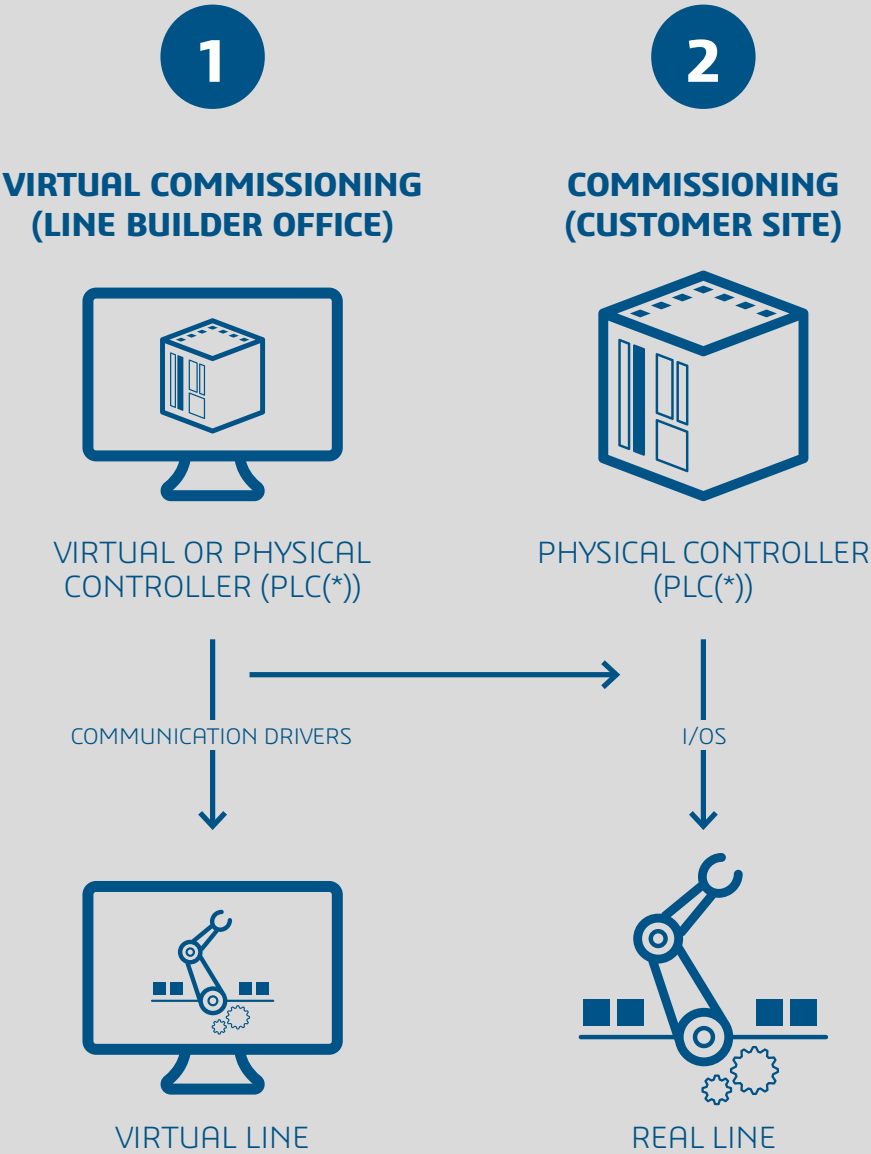 1
VIRTUAL COMMISSIONING
(LINE BUILDER OFFICE)
VIRTUAL OR PHYSICAL
CONTROLLER (PLC(*))
COMMUNICATION DRIVERS
VIRTUAL LINE
2
COMMISSIONING
(CUSTOMER SITE)
PHYSICAL CONTROLLER
(PLC(*))
I/OS
REAL LINE